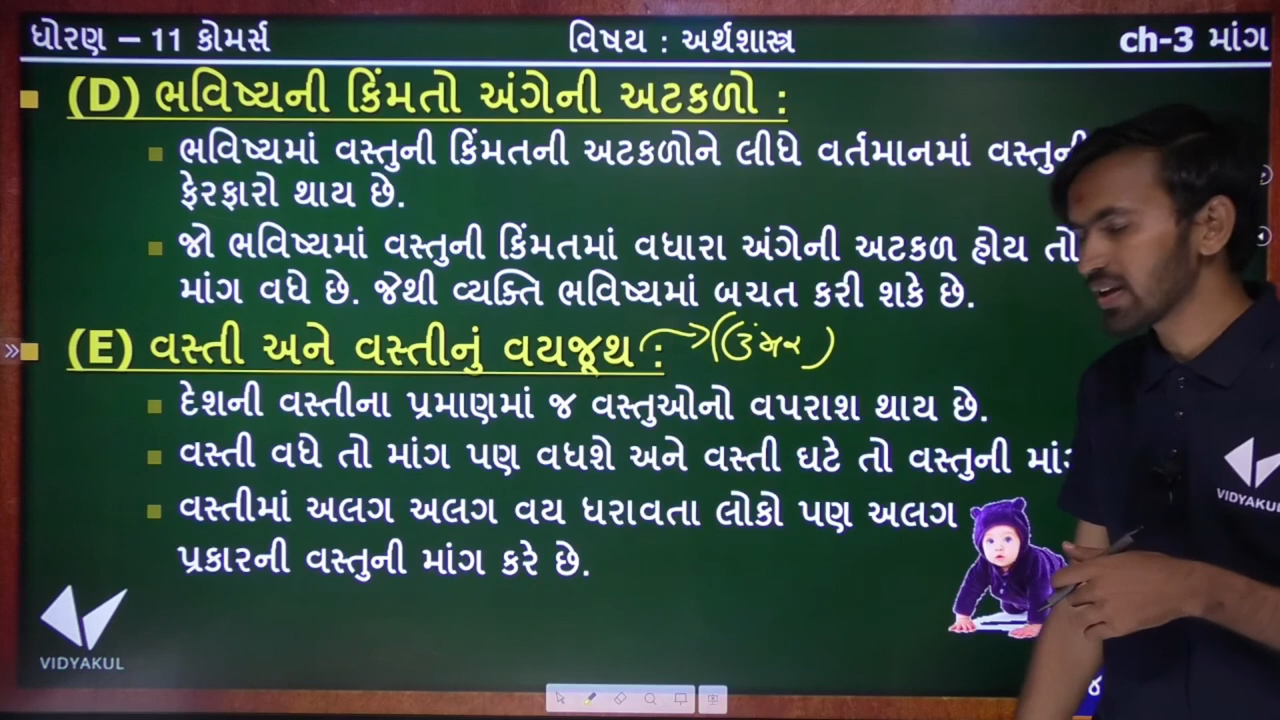 ધોરણ – 11 કોમર્સ
વિષય : અર્થશાસ્ત્ર
ch-3 માંગ
(D) ભવિષ્યની કિંમતો અંગેની અટકળો :
ભવિષ્યમાં વસ્તુની કિંમતની અટકળોને લીધે વર્તમાનમાં વસ્તુની
ફેરફારો થાય છે.
જો ભવિષ્યમાં વસ્તુની કિંમતમાં વધારા અંગેની અટકળ હોય તો
માંગ વધે છે. જેથી વ્યક્તિ ભવિષ્યમાં બચત કરી શકે છે.
(E) વસ્તી અને વસ્તીનું વયજૂથ : (ઉંમર)
દેશની વસ્તીના પ્રમાણમાં જ વસ્તુઓનો વપરાશ થાય છે.
વસ્તી વધે તો માંગ પણ વધશે અને વસ્તી ઘટે તો વસ્તુની
વસ્તીમાં અલગ અલગ વય ધરાવતા લોકો પણ અલગ
પ્રકારની વસ્તુની માંગ કરે છે.
VIDYAKUL
VIDYAKUL